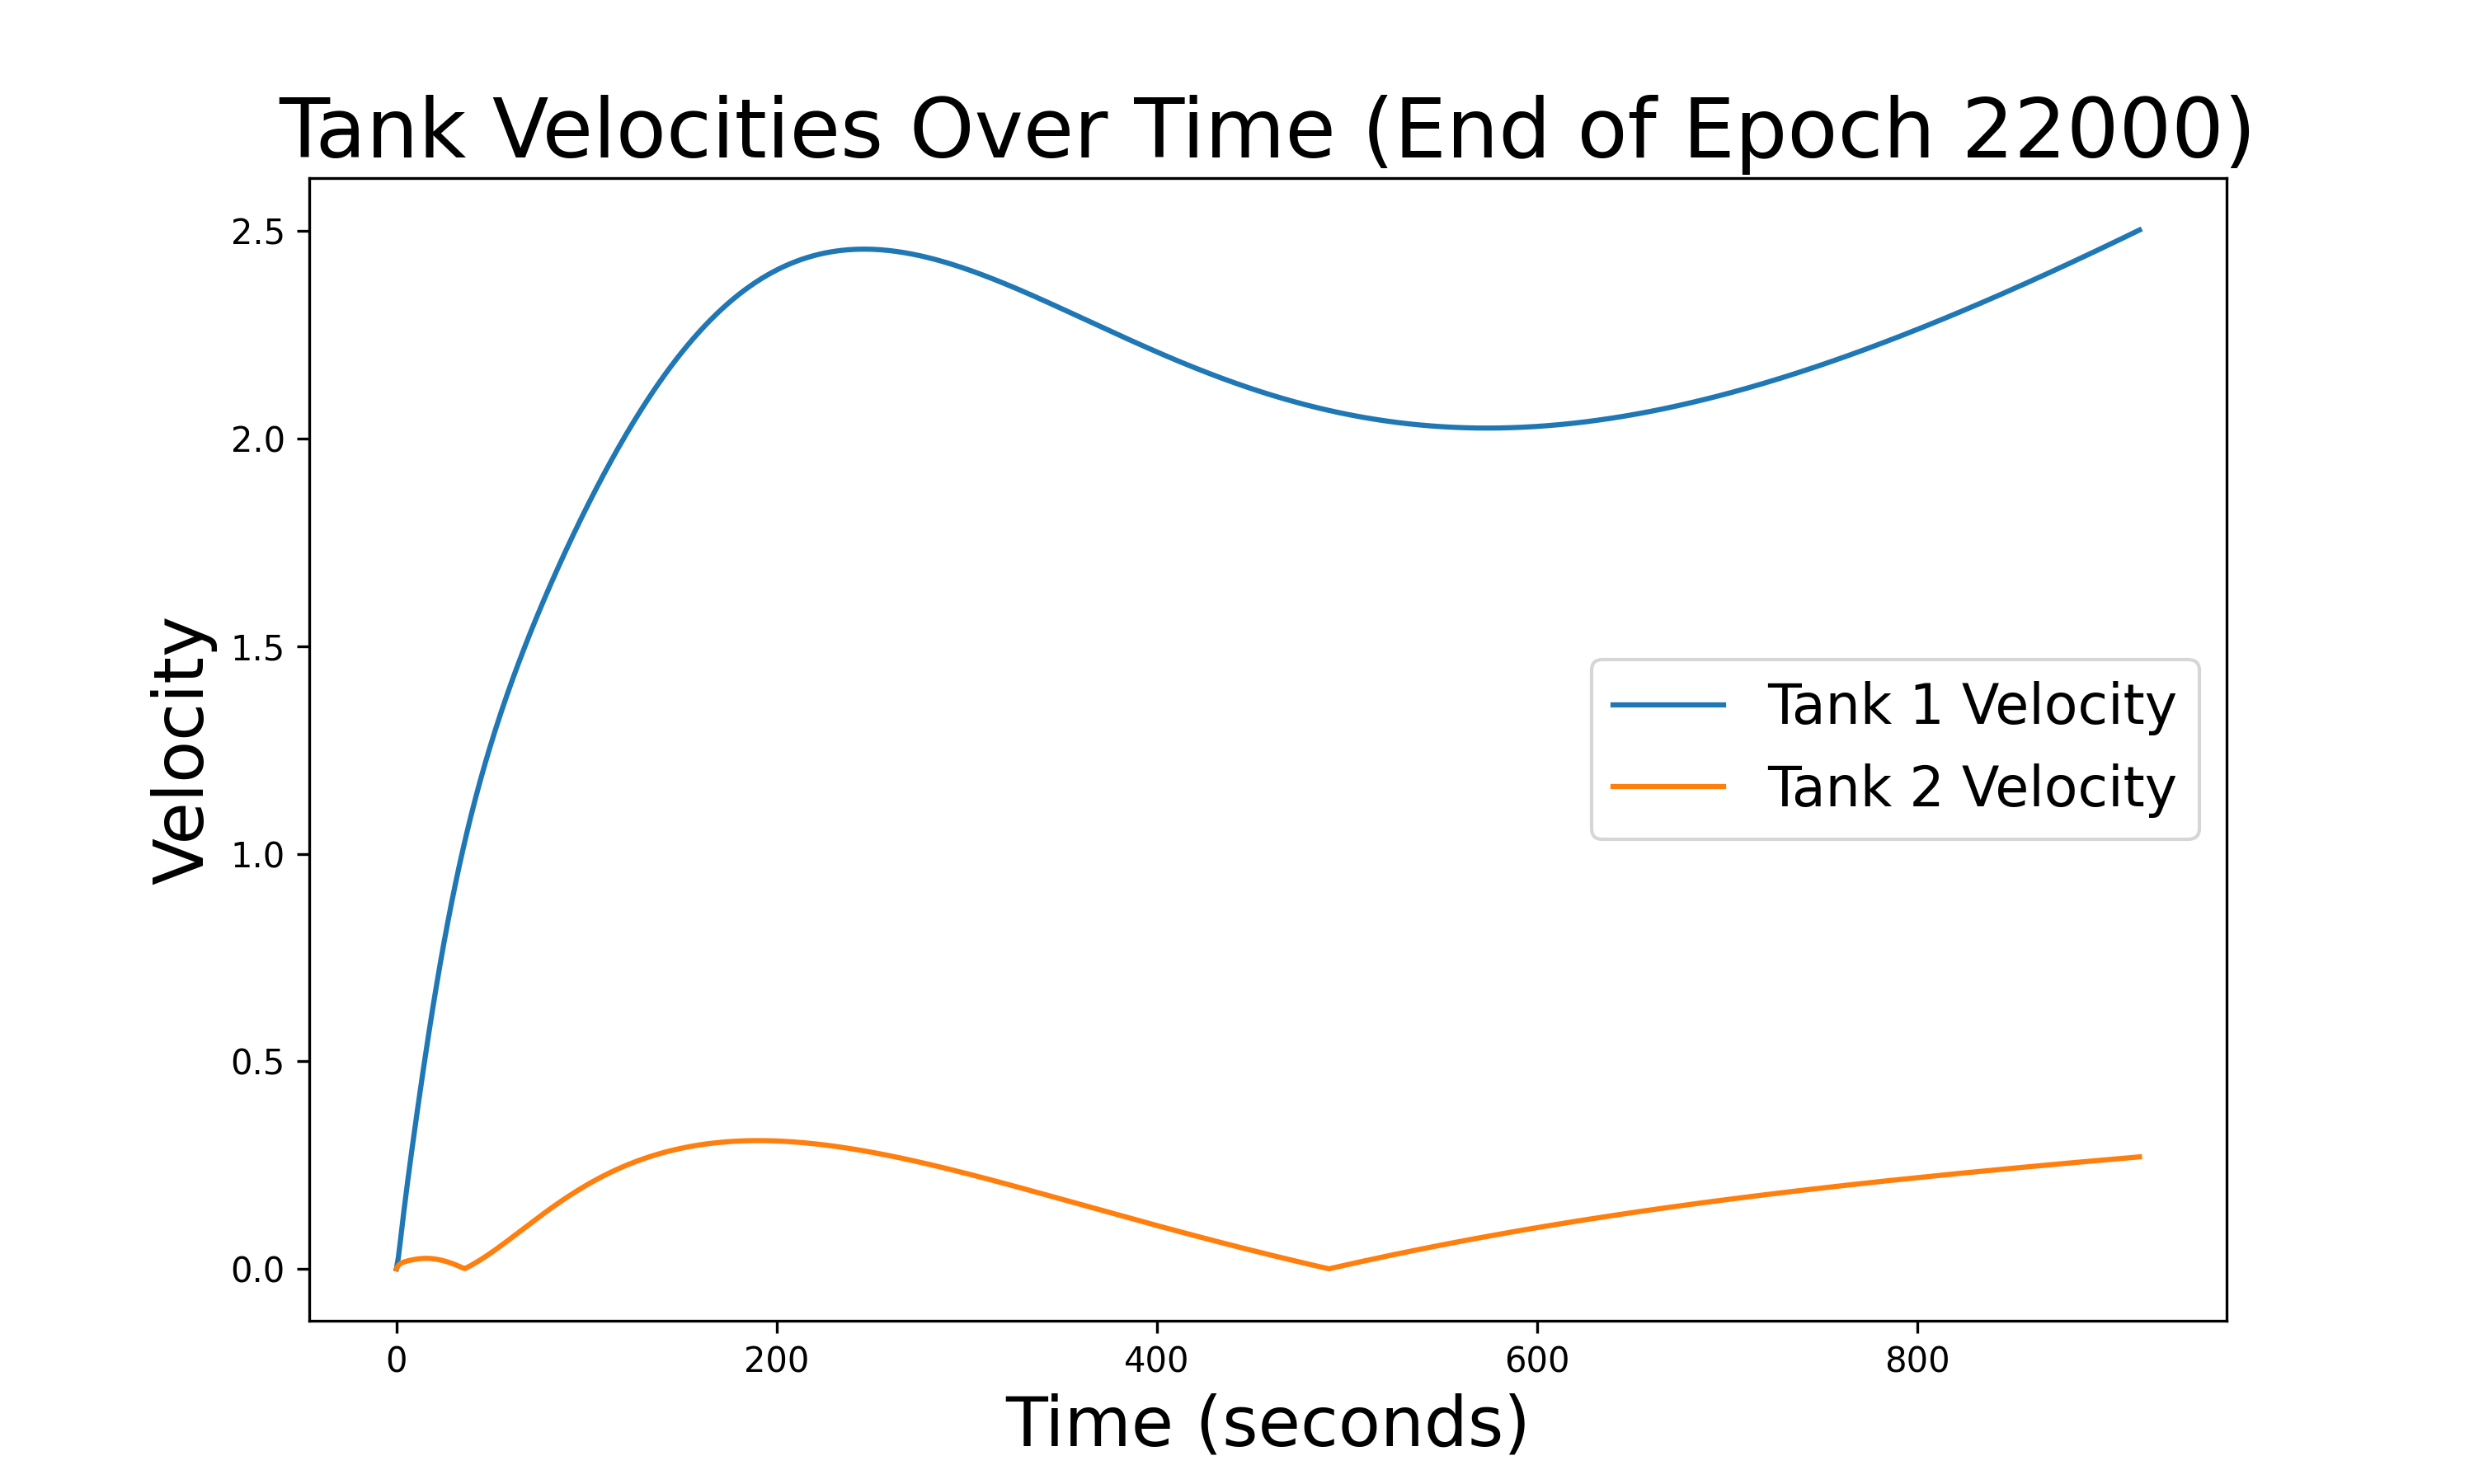 Tank Velocities Over Time (End of Epoch 22000)
2.5
2.0
1.5
1.0
0.5
0.0
Velocity
Tank 1 Velocity
Tank 2 Velocity
0 200 400 600 800
Time (seconds)